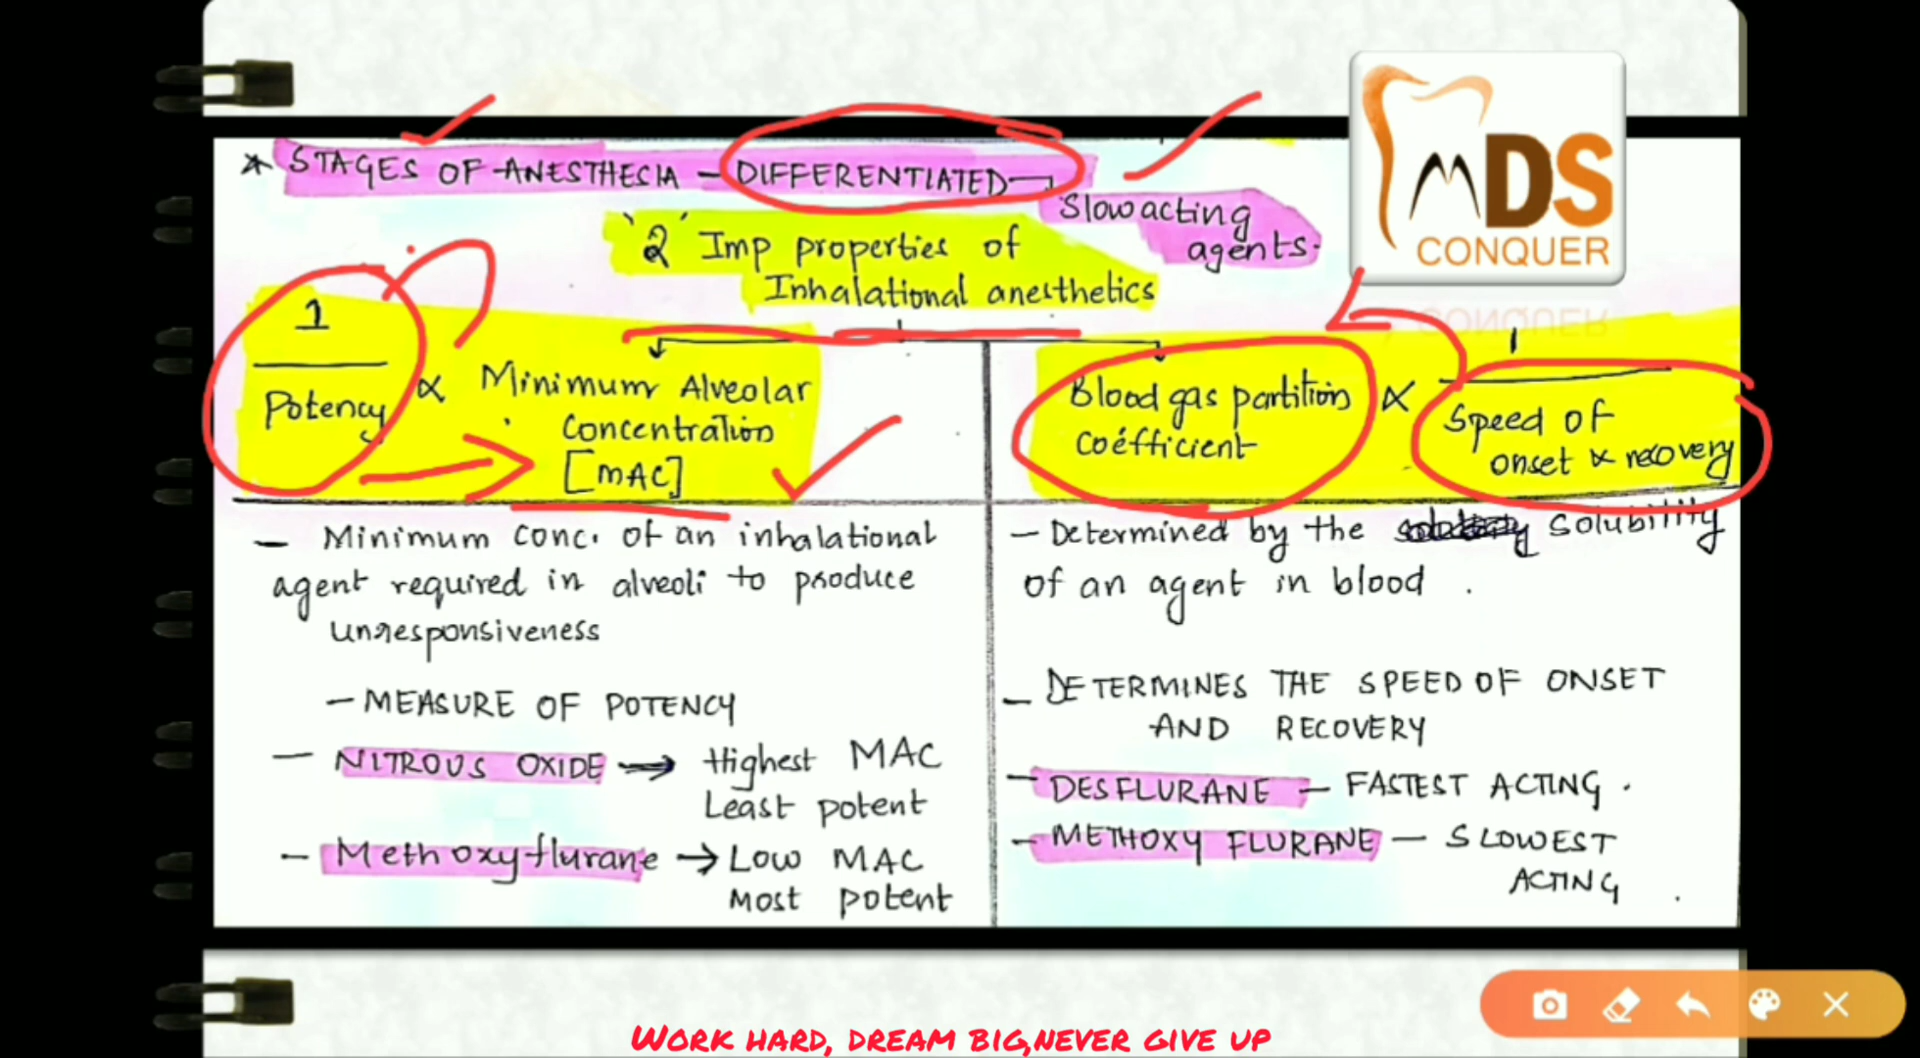 * STAGES OF ANESTHESIA - DIFFERENTIATED
Slow acting
agents.
'2' Imp properties of
Inhalational anesthetics
1
Potency
∝ Minimum Alveolar
Concentration
[MAC]
Blood gas partition
coéfficient
∝
1
Speed of
onset & recovery
- Minimum conc. of an inhalational
agent required in alveoli to produce
unresponsiveness
- MEASURE OF POTENCY
- NITROUS OXIDE → Highest MAC
Least potent
- Methoxyflurane → Low MAC
Most potent
- Determined by the solubility
of an agent in blood .
- DETERMINES THE SPEED OF ONSET
AND RECOVERY
- DESFLURANE - FASTEST ACTING .
- METHOXY FLURANE - SLOWEST
ACTING .
MDS
CONQUER
WORK HARD, DREAM BIG,NEVER GIVE UP